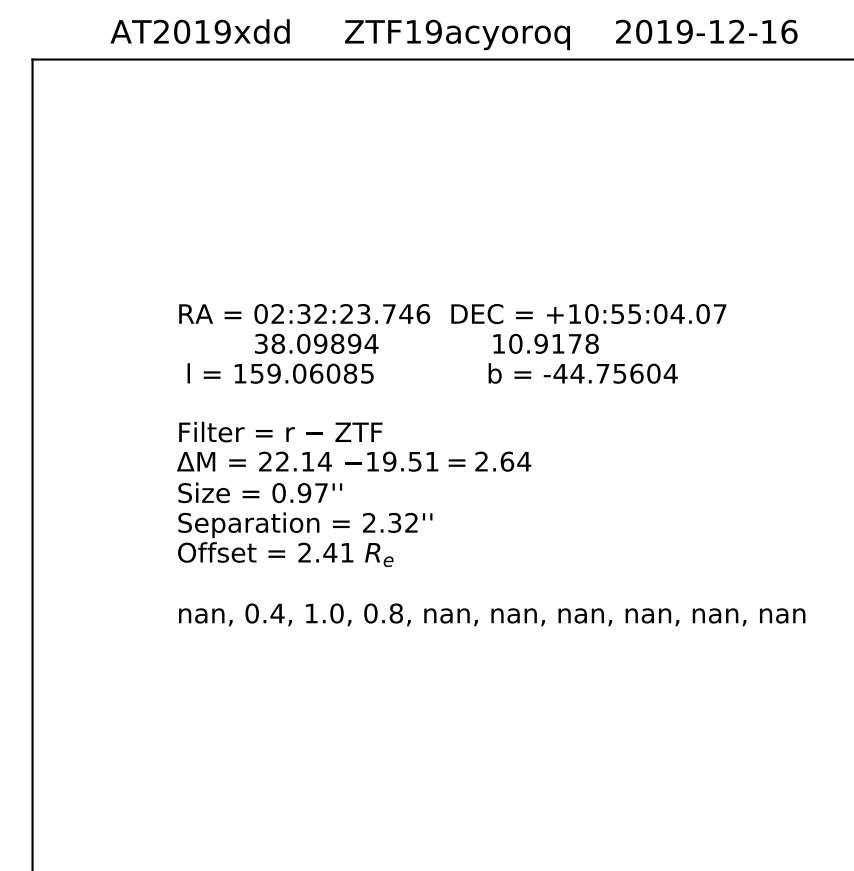 AT2019xdd ZTF19acyoroq 2019-12-16
RA = 02:32:23.746 DEC = +10:55:04.07
38.09894 10.9178
l = 159.06085 b = -44.75604
Filter = r − ZTF
ΔM = 22.14 −19.51 = 2.64
Size = 0.97''
Separation = 2.32''
Offset = 2.41 Re
nan, 0.4, 1.0, 0.8, nan, nan, nan, nan, nan, nan